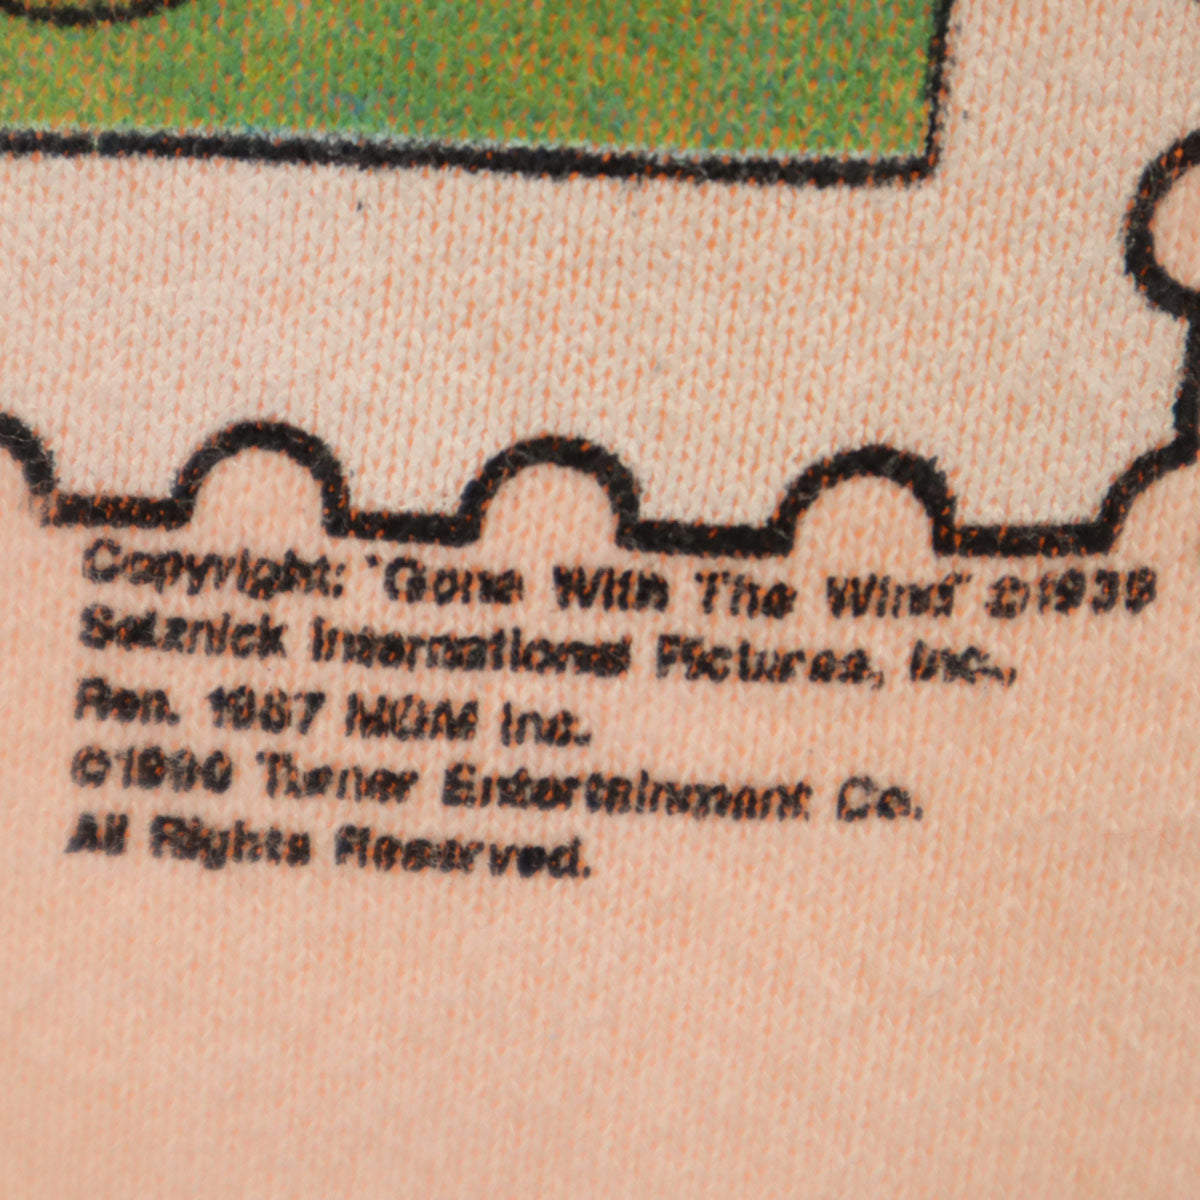 Copyright: "Gone With The Wind" ©1939
Selznick International Pictures, Inc.,
Ren. 1967 MGM Inc.
©1990 Turner Entertainment Co.
All Rights Reserved.